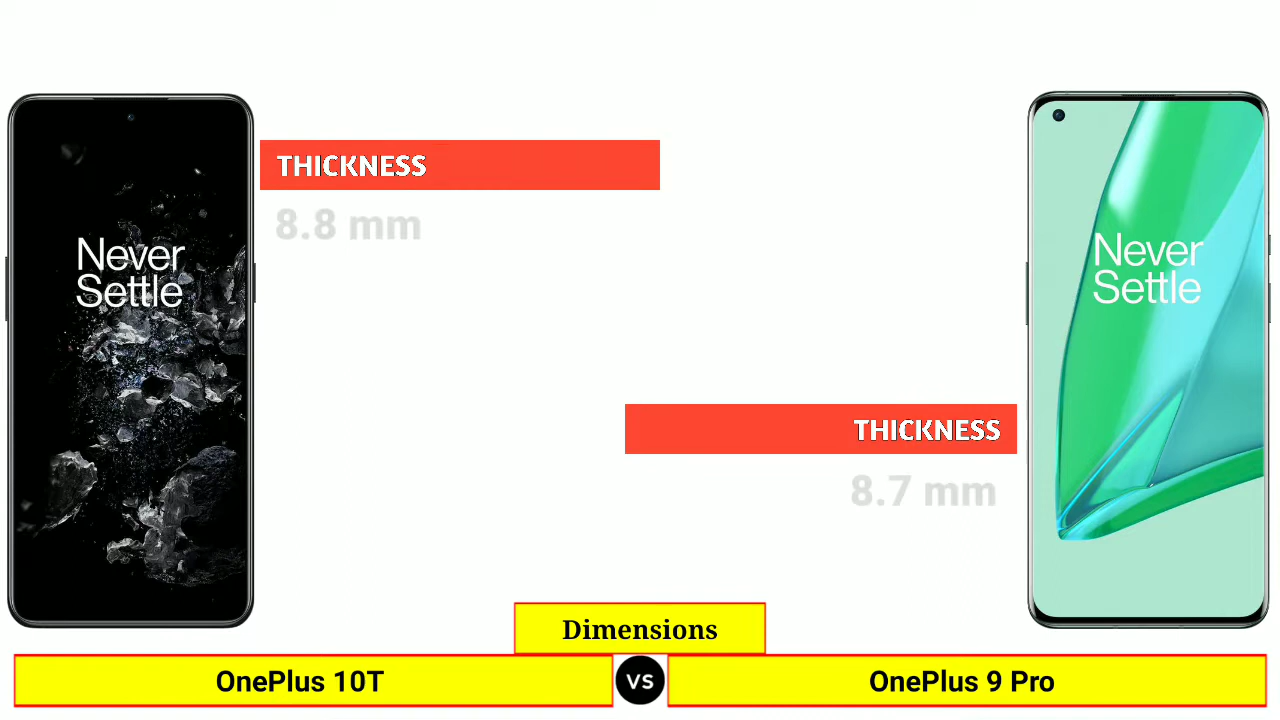 THICKNESS
8.8 mm
Never
Settle
Never
Settle
THICKNESS
8.7 mm
Dimensions
OnePlus 10T
VS
OnePlus 9 Pro